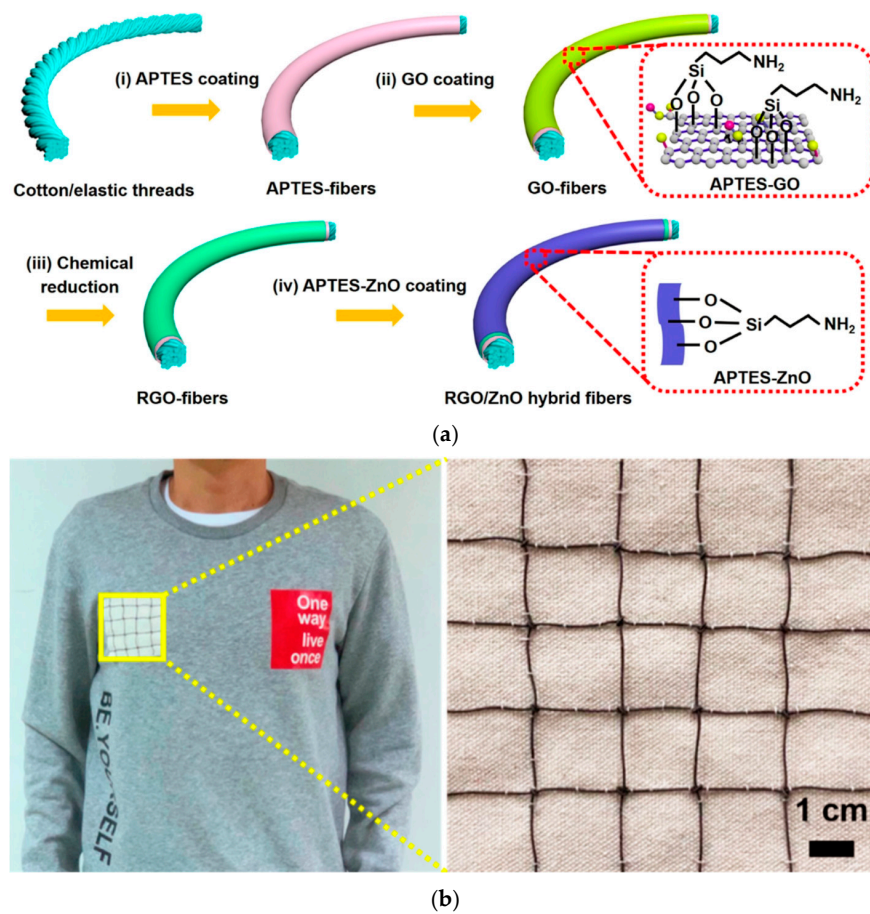 (i) APTES coating
(ii) GO coating
Si
NH2
Si
NH2
O
O
O
O
O
O
Cotton/elastic threads
APTES-fibers
GO-fibers
APTES-GO
(iii) Chemical
reduction
(iv) APTES-ZnO coating
O
O
Si
NH2
O
RGO-fibers
RGO/ZnO hybrid fibers
APTES-ZnO
(a)
One
way
live
once
1 cm
(b)